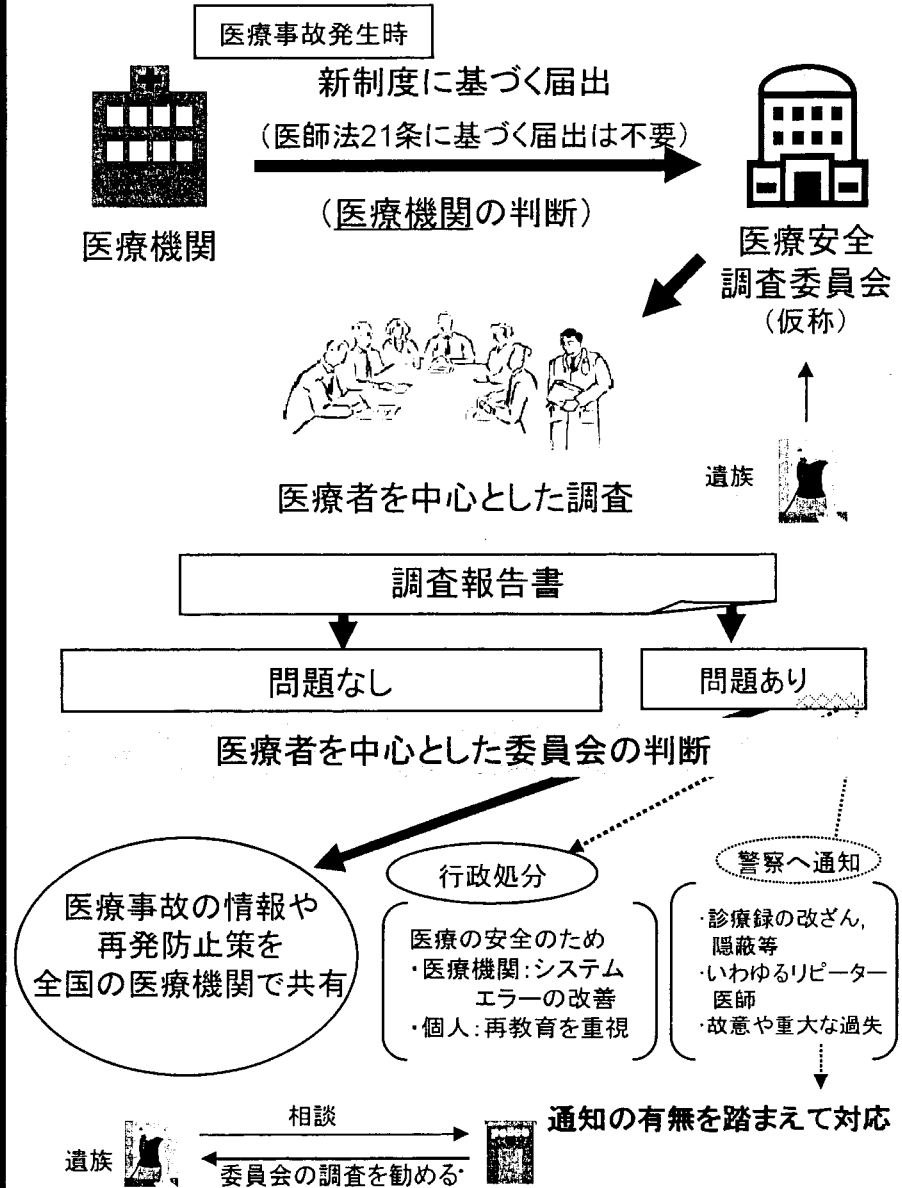 医療事故発生時
新制度に基づく届出
(医師法21条に基づく届出は不要)
(医療機関の判断)
医療機関
医療安全
調査委員会
(仮称)
遺族
医療者を中心とした調査
調査報告書
問題なし
問題あり
医療者を中心とした委員会の判断
医療事故の情報や
再発防止策を
全国の医療機関で共有
行政処分
医療の安全のため
・医療機関:システム
エラーの改善
・個人:再教育を重視
警察へ通知
・診療録の改ざん,
隠蔽等
・いわゆるリピーター
医師
・故意や重大な過失
通知の有無を踏まえて対応
遺族
相談
委員会の調査を勧める